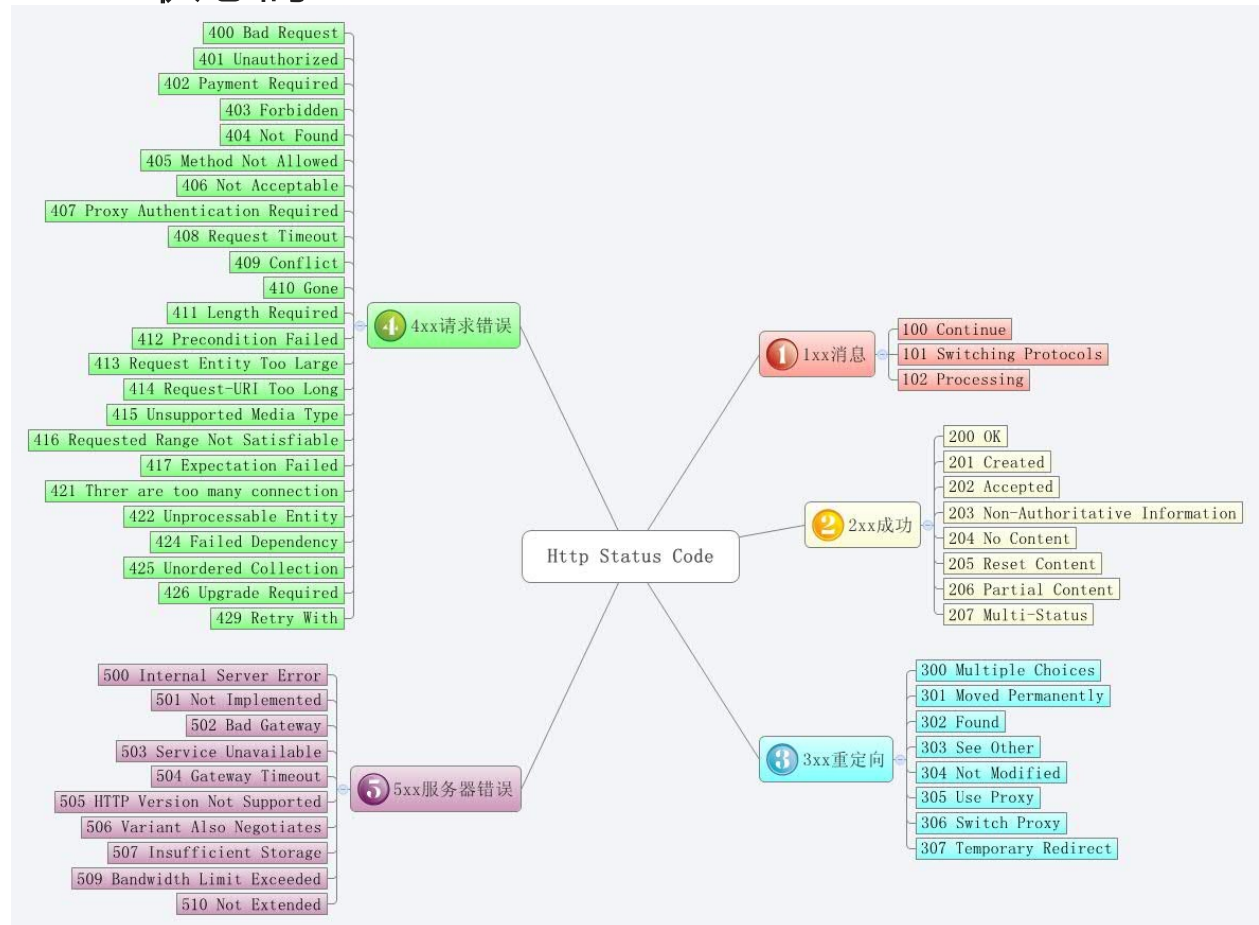 Http Status Code
1xx消息
100 Continue
101 Switching Protocols
102 Processing
2xx成功
200 OK
201 Created
202 Accepted
203 Non-Authoritative Information
204 No Content
205 Reset Content
206 Partial Content
207 Multi-Status
3xx重定向
300 Multiple Choices
301 Moved Permanently
302 Found
303 See Other
304 Not Modified
305 Use Proxy
306 Switch Proxy
307 Temporary Redirect
4xx请求错误
400 Bad Request
401 Unauthorized
402 Payment Required
403 Forbidden
404 Not Found
405 Method Not Allowed
406 Not Acceptable
407 Proxy Authentication Required
408 Request Timeout
409 Conflict
410 Gone
411 Length Required
412 Precondition Failed
413 Request Entity Too Large
414 Request-URI Too Long
415 Unsupported Media Type
416 Requested Range Not Satisfiable
417 Expectation Failed
421 Threr are too many connection
422 Unprocessable Entity
424 Failed Dependency
425 Unordered Collection
426 Upgrade Required
429 Retry With
5xx服务器错误
500 Internal Server Error
501 Not Implemented
502 Bad Gateway
503 Service Unavailable
504 Gateway Timeout
505 HTTP Version Not Supported
506 Variant Also Negotiates
507 Insufficient Storage
509 Bandwidth Limit Exceeded
510 Not Extended